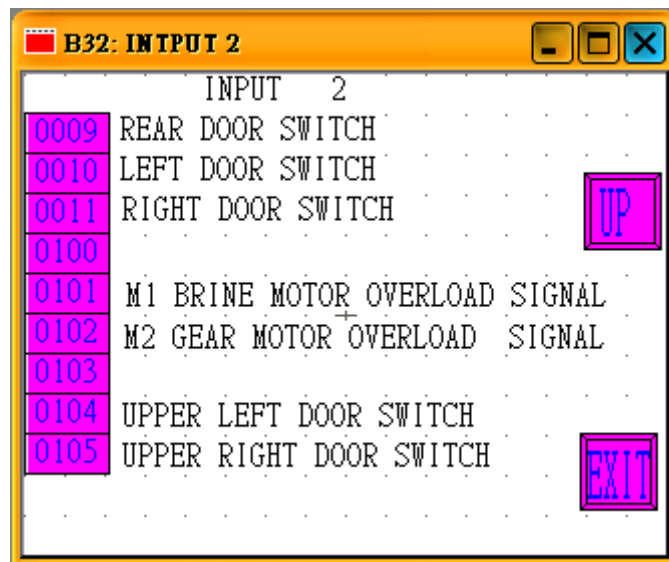 B32: INTPUT 2
INPUT 2
0009 REAR DOOR SWITCH
0010 LEFT DOOR SWITCH
0011 RIGHT DOOR SWITCH
UP
0100
0101 M1 BRINE MOTOR OVERLOAD SIGNAL
0102 M2 GEAR MOTOR OVERLOAD SIGNAL
0103
0104 UPPER LEFT DOOR SWITCH
0105 UPPER RIGHT DOOR SWITCH
EXIT